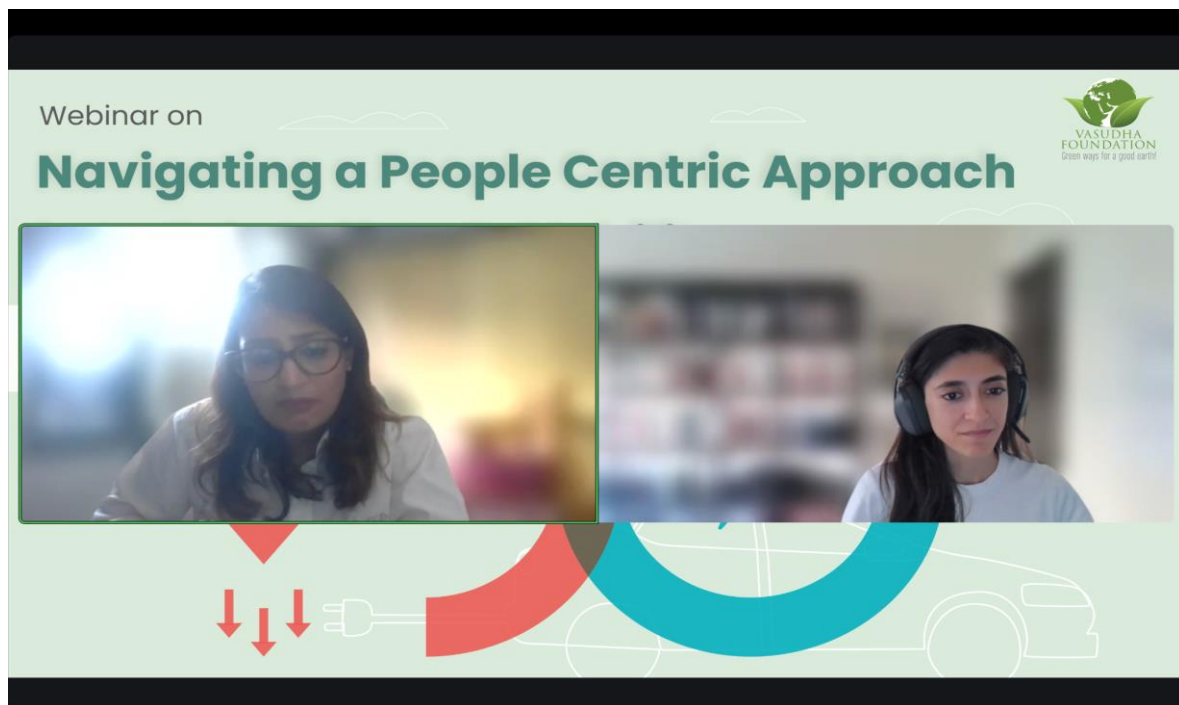 Webinar on
Navigating a People Centric Approach
VASUDHA
FOUNDATION
Green ways for a good earth!